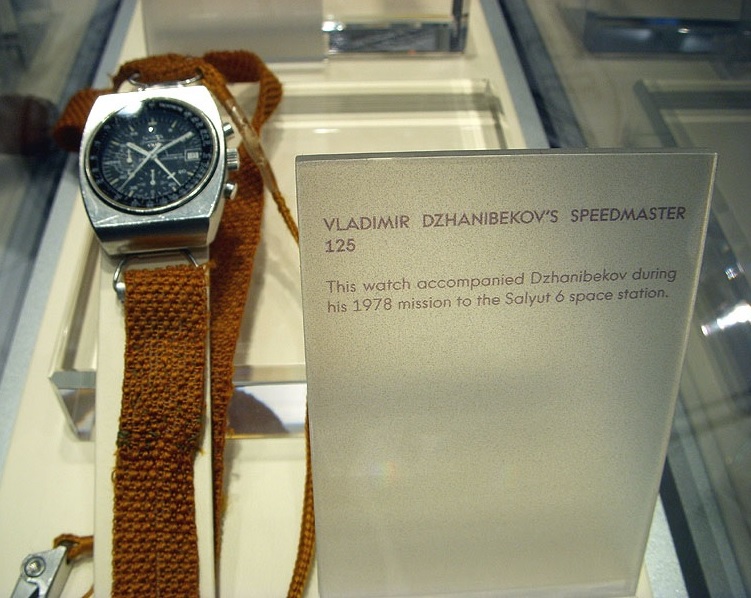 VLADIMIR DZHANIBEKOV'S SPEEDMASTER
125
This watch accompanied Dzhanibekov during
his 1978 mission to the Salyut 6 space station.